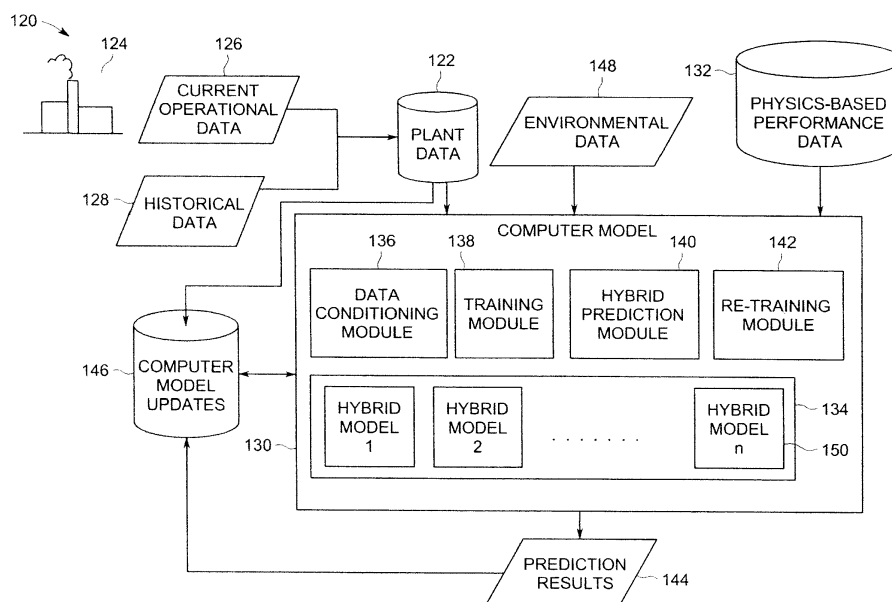 120
124
126
CURRENT
OPERATIONAL
DATA
128
HISTORICAL
DATA
122
PLANT
DATA
148
ENVIRONMENTAL
DATA
132
PHYSICS-BASED
PERFORMANCE
DATA
COMPUTER MODEL
136
DATA
CONDITIONING
MODULE
138
TRAINING
MODULE
140
HYBRID
PREDICTION
MODULE
142
RE-TRAINING
MODULE
146
COMPUTER
MODEL
UPDATES
130
HYBRID
MODEL
1
HYBRID
MODEL
2
. . . . . . . .
HYBRID
MODEL
n
134
150
PREDICTION
RESULTS
144